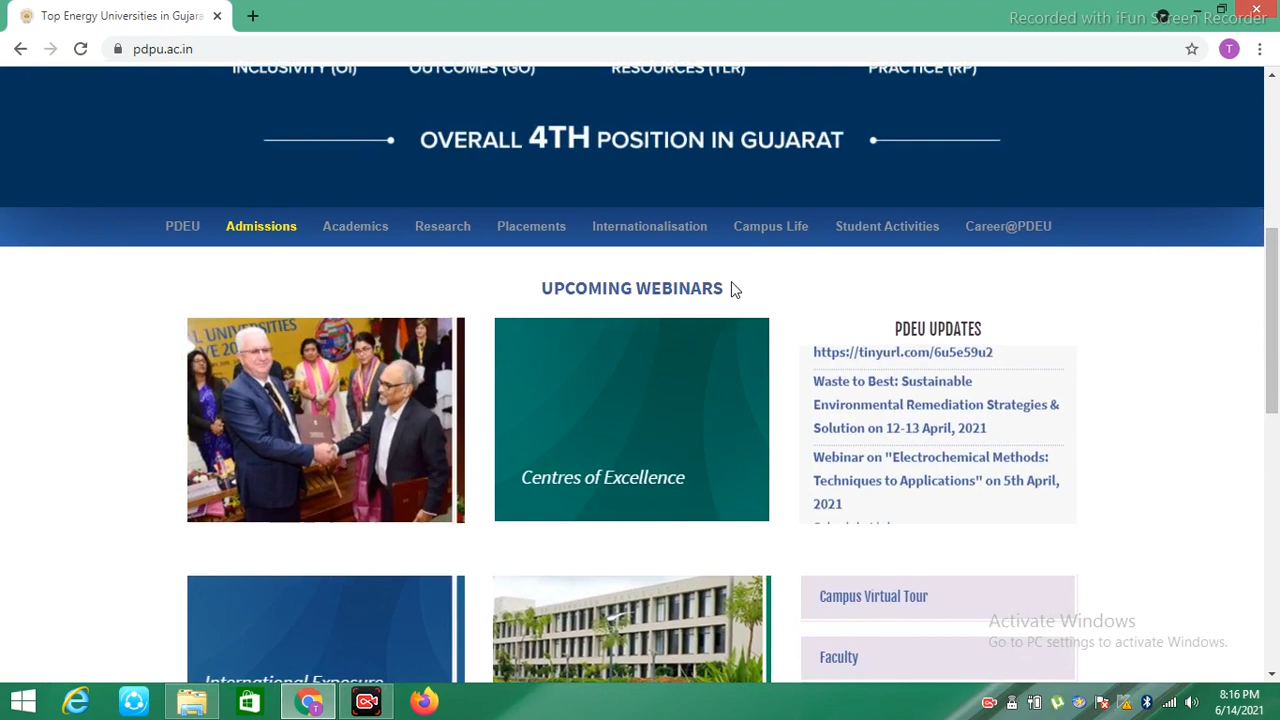 Top Energy Universities in Gujara
Recorded with iFun Screen Recorder
pdpu.ac.in
T
INCLUSIVITY (OI) OUTCOMES (GO) RESOURCES (TLR) PRACTICE (RP)
OVERALL 4TH POSITION IN GUJARAT
PDEU Admissions Academics Research Placements Internationalisation Campus Life Student Activities Career@PDEU
UPCOMING WEBINARS
PDEU UPDATES
https://tinyurl.com/6u5e59u2
Waste to Best: Sustainable
Environmental Remediation Strategies &
Solution on 12-13 April, 2021
Webinar on "Electrochemical Methods:
Techniques to Applications" on 5th April,
2021
Centres of Excellence
International Exposure
Campus Virtual Tour
Faculty
Activate Windows
Go to PC settings to activate Windows.
8:16 PM
6/14/2021